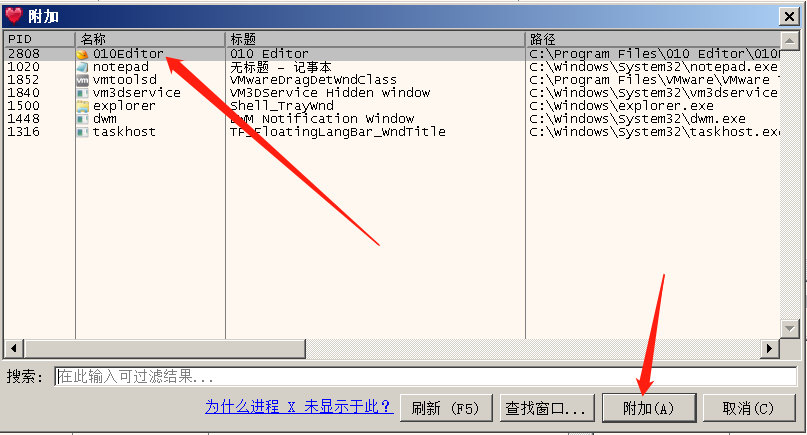 附加
PID 名称 标题 路径
2808 010Editor 010 Editor C:\Program Files\010 Editor\010
1020 notepad 无标题 - 记事本 C:\Windows\System32\notepad.exe
1852 vmtoolsd VMwareDragDetWndClass C:\Program Files\VMware\VMware
1840 vm3dservice VM3DService Hidden window C:\Windows\System32\vm3dservice
1500 explorer Shell_TrayWnd C:\Windows\explorer.exe
1448 dwm DWM Notification Window C:\Windows\System32\dwm.exe
1316 taskhost TF_FloatingLangBar_WndTitle C:\Windows\System32\taskhost.ex
搜索: 在此输入可过滤结果...
为什么进程 X 未显示于此? 刷新 (F5) 查找窗口... 附加(A) 取消(C)